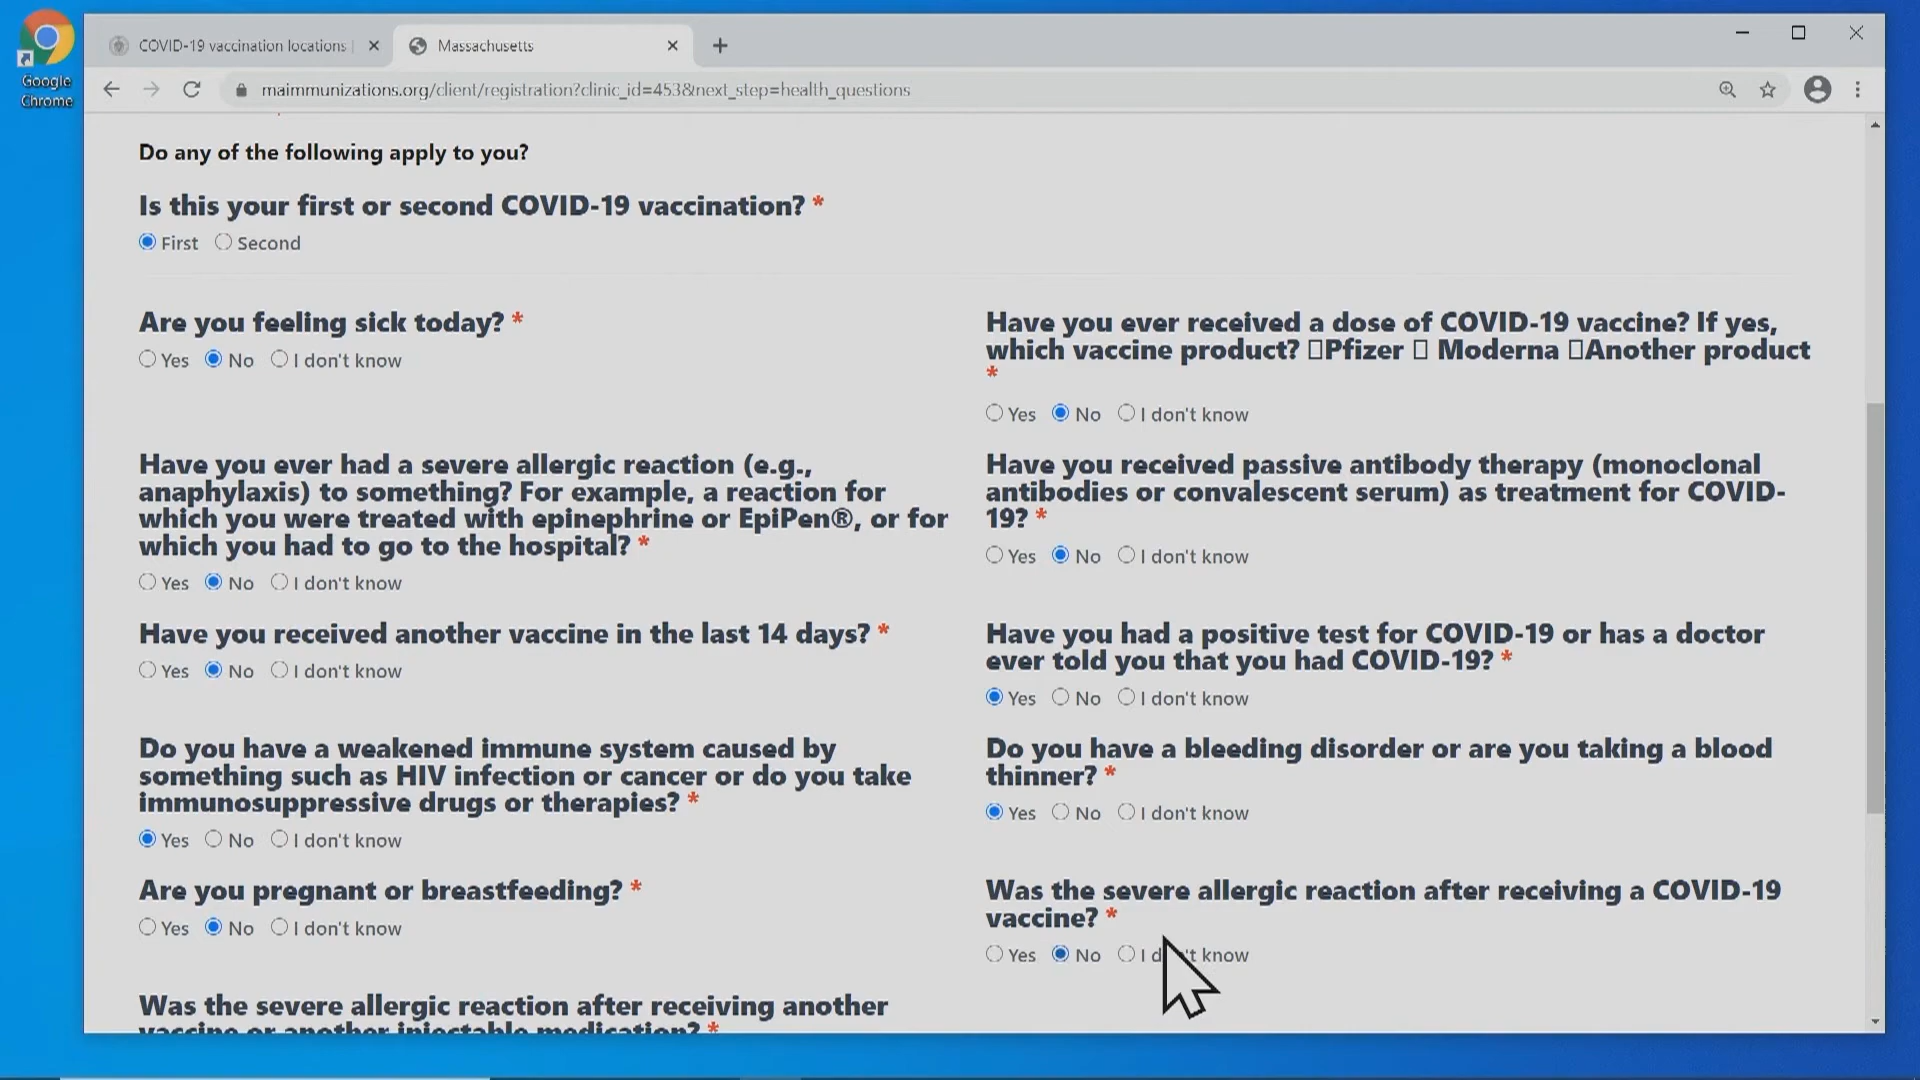 Google
Chrome
COVID-19 vaccination locations
Massachusetts
maimmunizations.org/client/registration?clinic_id=453&next_step=health_questions
Do any of the following apply to you?
Is this your first or second COVID-19 vaccination? *
First Second
Are you feeling sick today? *
Yes No I don't know
Have you ever received a dose of COVID-19 vaccine? If yes,
which vaccine product? ▯Pfizer ▯ Moderna ▯Another product
*
Yes No I don't know
Have you ever had a severe allergic reaction (e.g.,
anaphylaxis) to something? For example, a reaction for
which you were treated with epinephrine or EpiPen®, or for
which you had to go to the hospital? *
Yes No I don't know
Have you received passive antibody therapy (monoclonal
antibodies or convalescent serum) as treatment for COVID-
19? *
Yes No I don't know
Have you received another vaccine in the last 14 days? *
Yes No I don't know
Have you had a positive test for COVID-19 or has a doctor
ever told you that you had COVID-19? *
Yes No I don't know
Do you have a weakened immune system caused by
something such as HIV infection or cancer or do you take
immunosuppressive drugs or therapies? *
Yes No I don't know
Do you have a bleeding disorder or are you taking a blood
thinner? *
Yes No I don't know
Are you pregnant or breastfeeding? *
Yes No I don't know
Was the severe allergic reaction after receiving a COVID-19
vaccine? *
Yes No I don't know
Was the severe allergic reaction after receiving another
vaccine or another injectable medication? *